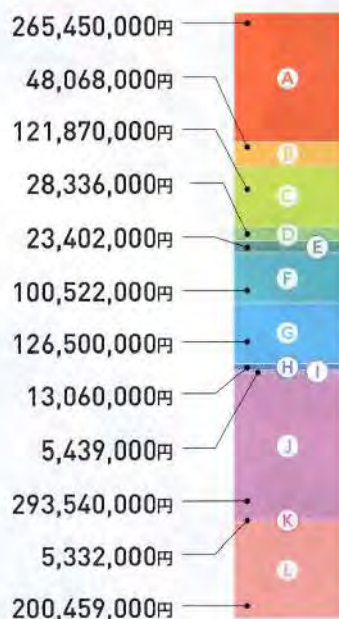 265,450,000円
A
48,068,000円
B
121,870,000円
C
28,336,000円
D
23,402,000円
E
100,522,000円
F
126,500,000円
G
13,060,000円
H
5,439,000円
I
293,540,000円
J
5,332,000円
K
200,459,000円
L